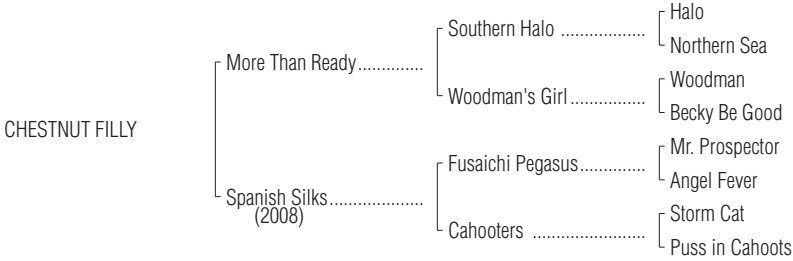 Halo
Southern Halo ...................
Northern Sea
More Than Ready..............
Woodman
Woodman's Girl.................
Becky Be Good
CHESTNUT FILLY
Mr. Prospector
Fusaichi Pegasus...............
Angel Fever
Spanish Silks.....................
(2008)
Storm Cat
Cahooters .........................
Puss in Cahoots